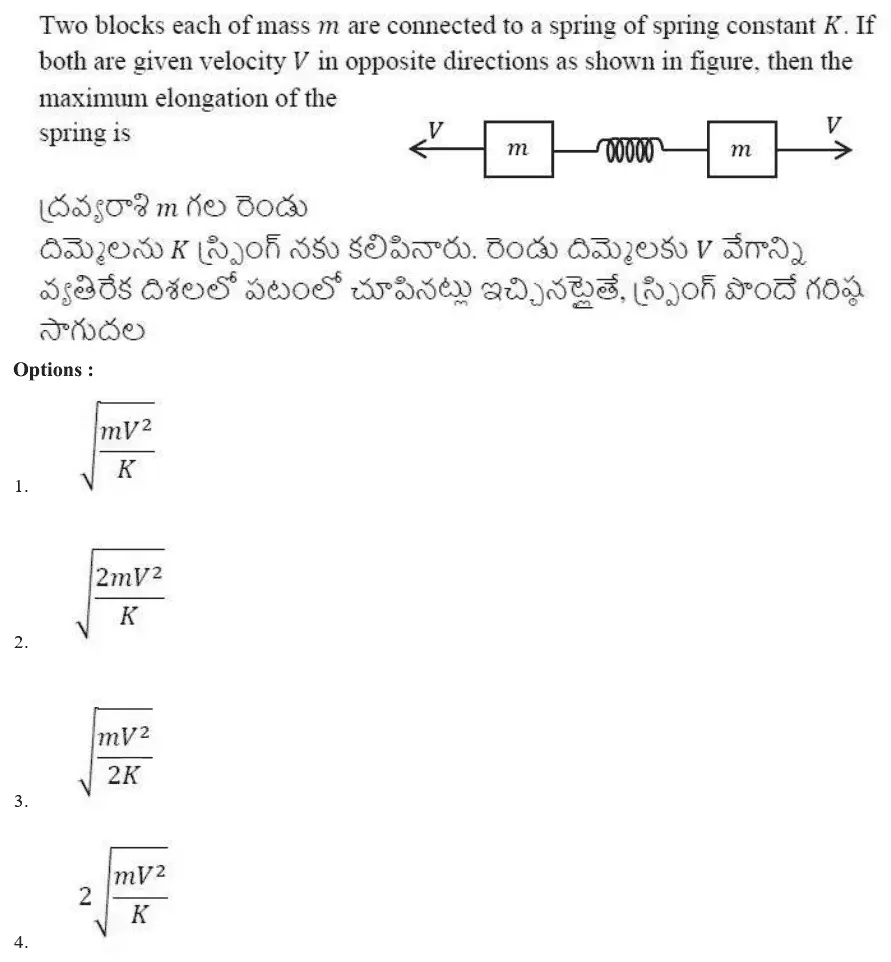 Two blocks each of mass m are connected to a spring of spring constant K. If
both are given velocity V in opposite directions as shown in figure, then the
maximum elongation of the
spring is
V m m V
ద్రవ్యరాశి m గల రెండు
దిమ్మెలను K స్ప్రింగ్ నకు కలిపినారు. రెండు దిమ్మెలకు V వేగాన్ని
వ్యతిరేక దిశలలో పటంలో చూపినట్లు ఇచ్చినట్లైతే, స్ప్రింగ్ పొందే గరిష్ఠ
సాగుదల
Options :
1. √(mV²/K)
2. √(2mV²/K)
3. √(mV²/2K)
4. 2√(mV²/K)